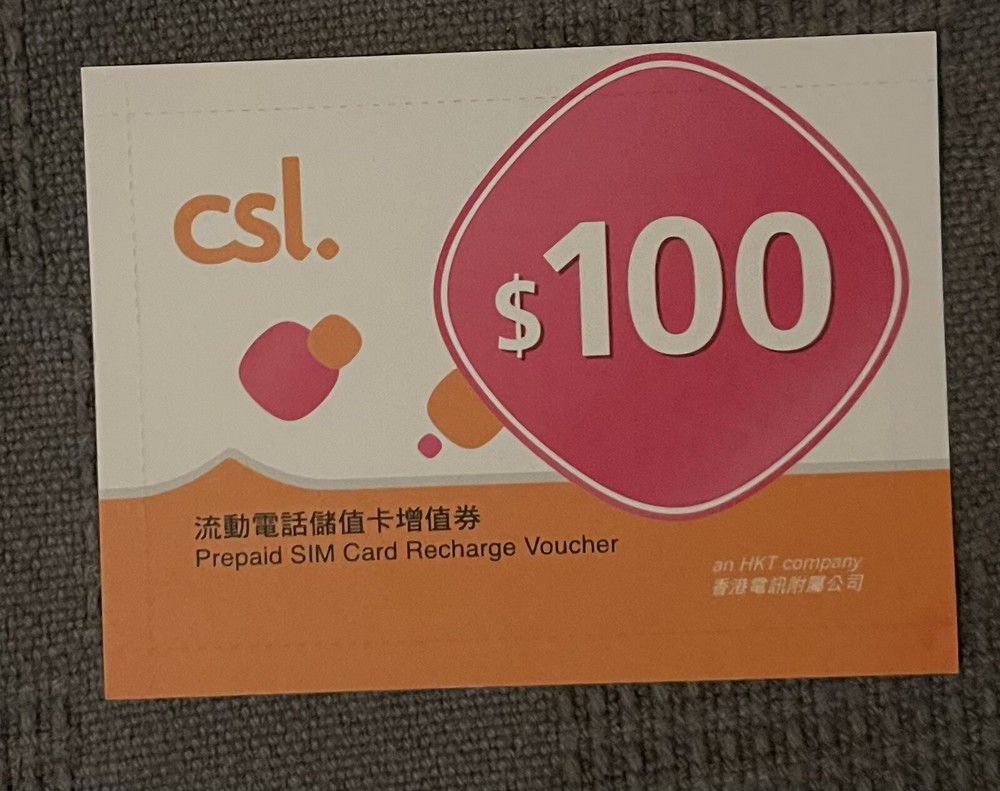 csl.
$100
流動電話儲值卡增值券
Prepaid SIM Card Recharge Voucher
an HKT company
香港電訊附屬公司